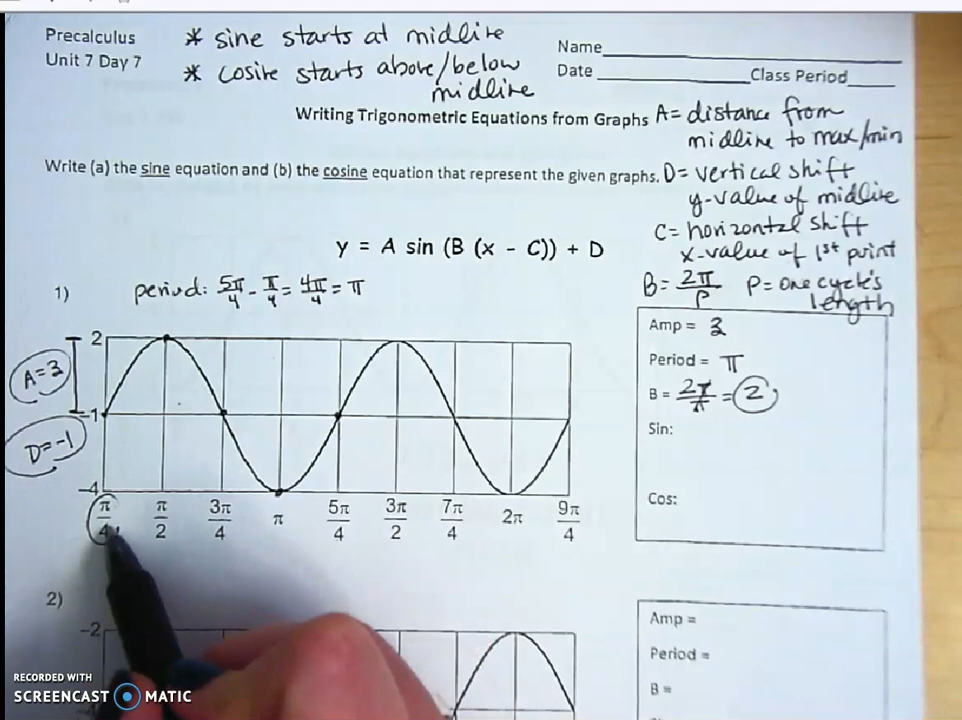 Precalculus
Unit 7 Day 7
* sine starts at midline
* cosine starts above/below
midline
Name
Date Class Period
Writing Trigonometric Equations from Graphs
A = distance from
midline to max/min
Write (a) the sine equation and (b) the cosine equation that represent the given graphs.
D = vertical shift
y-value of midline
y = A sin (B (x - C)) + D
C = horizontal shift
x-value of 1st point
B = 2π/P P = one cycle's
length
1)
period: 5π/4 - π/4 = 4π/4 = π
Amp = 3
Period = π
B = 2π/π = 2
Sin:
Cos:
2
-1
-4
A=3
D=-1
π/4 π/2 3π/4 π 5π/4 3π/2 7π/4 2π 9π/4
2)
-2
Amp =
Period =
B =
RECORDED WITH
SCREENCAST MATIC